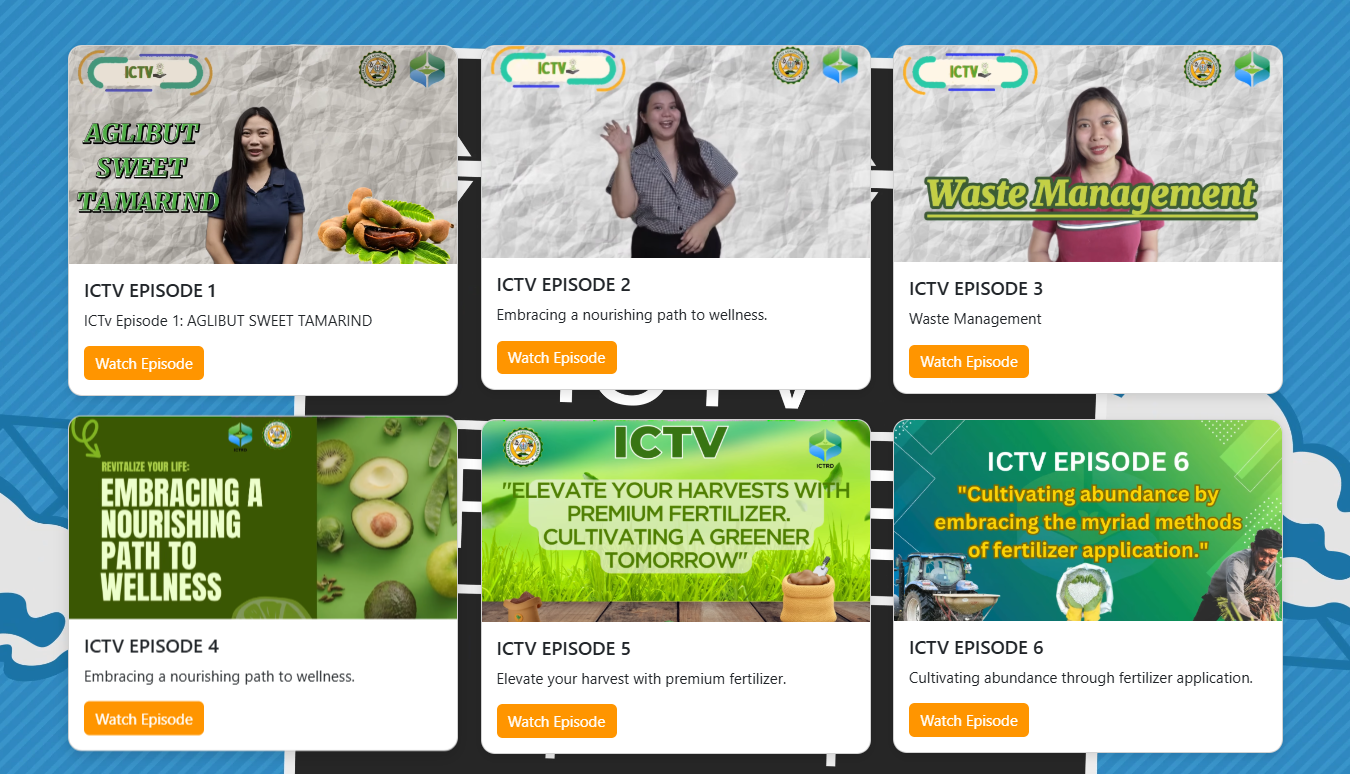 ICTV
AGLIBUT
SWEET
TAMARIND
ICTV EPISODE 1
ICTv Episode 1: AGLIBUT SWEET TAMARIND
Watch Episode
ICTV
ICTV EPISODE 2
Embracing a nourishing path to wellness.
Watch Episode
ICTV
Waste Management
ICTV EPISODE 3
Waste Management
Watch Episode
ICTV
ICTRD
REVITALIZE YOUR LIFE:
EMBRACING A
NOURISHING
PATH TO
WELLNESS
ICTV EPISODE 4
Embracing a nourishing path to wellness.
Watch Episode
ICTV
ICTRD
"ELEVATE YOUR HARVESTS WITH
PREMIUM FERTILIZER.
CULTIVATING A GREENER
TOMORROW"
ICTV EPISODE 5
Elevate your harvest with premium fertilizer.
Watch Episode
ICTV EPISODE 6
"Cultivating abundance by
embracing the myriad methods
of fertilizer application."
ICTV EPISODE 6
Cultivating abundance through fertilizer application.
Watch Episode